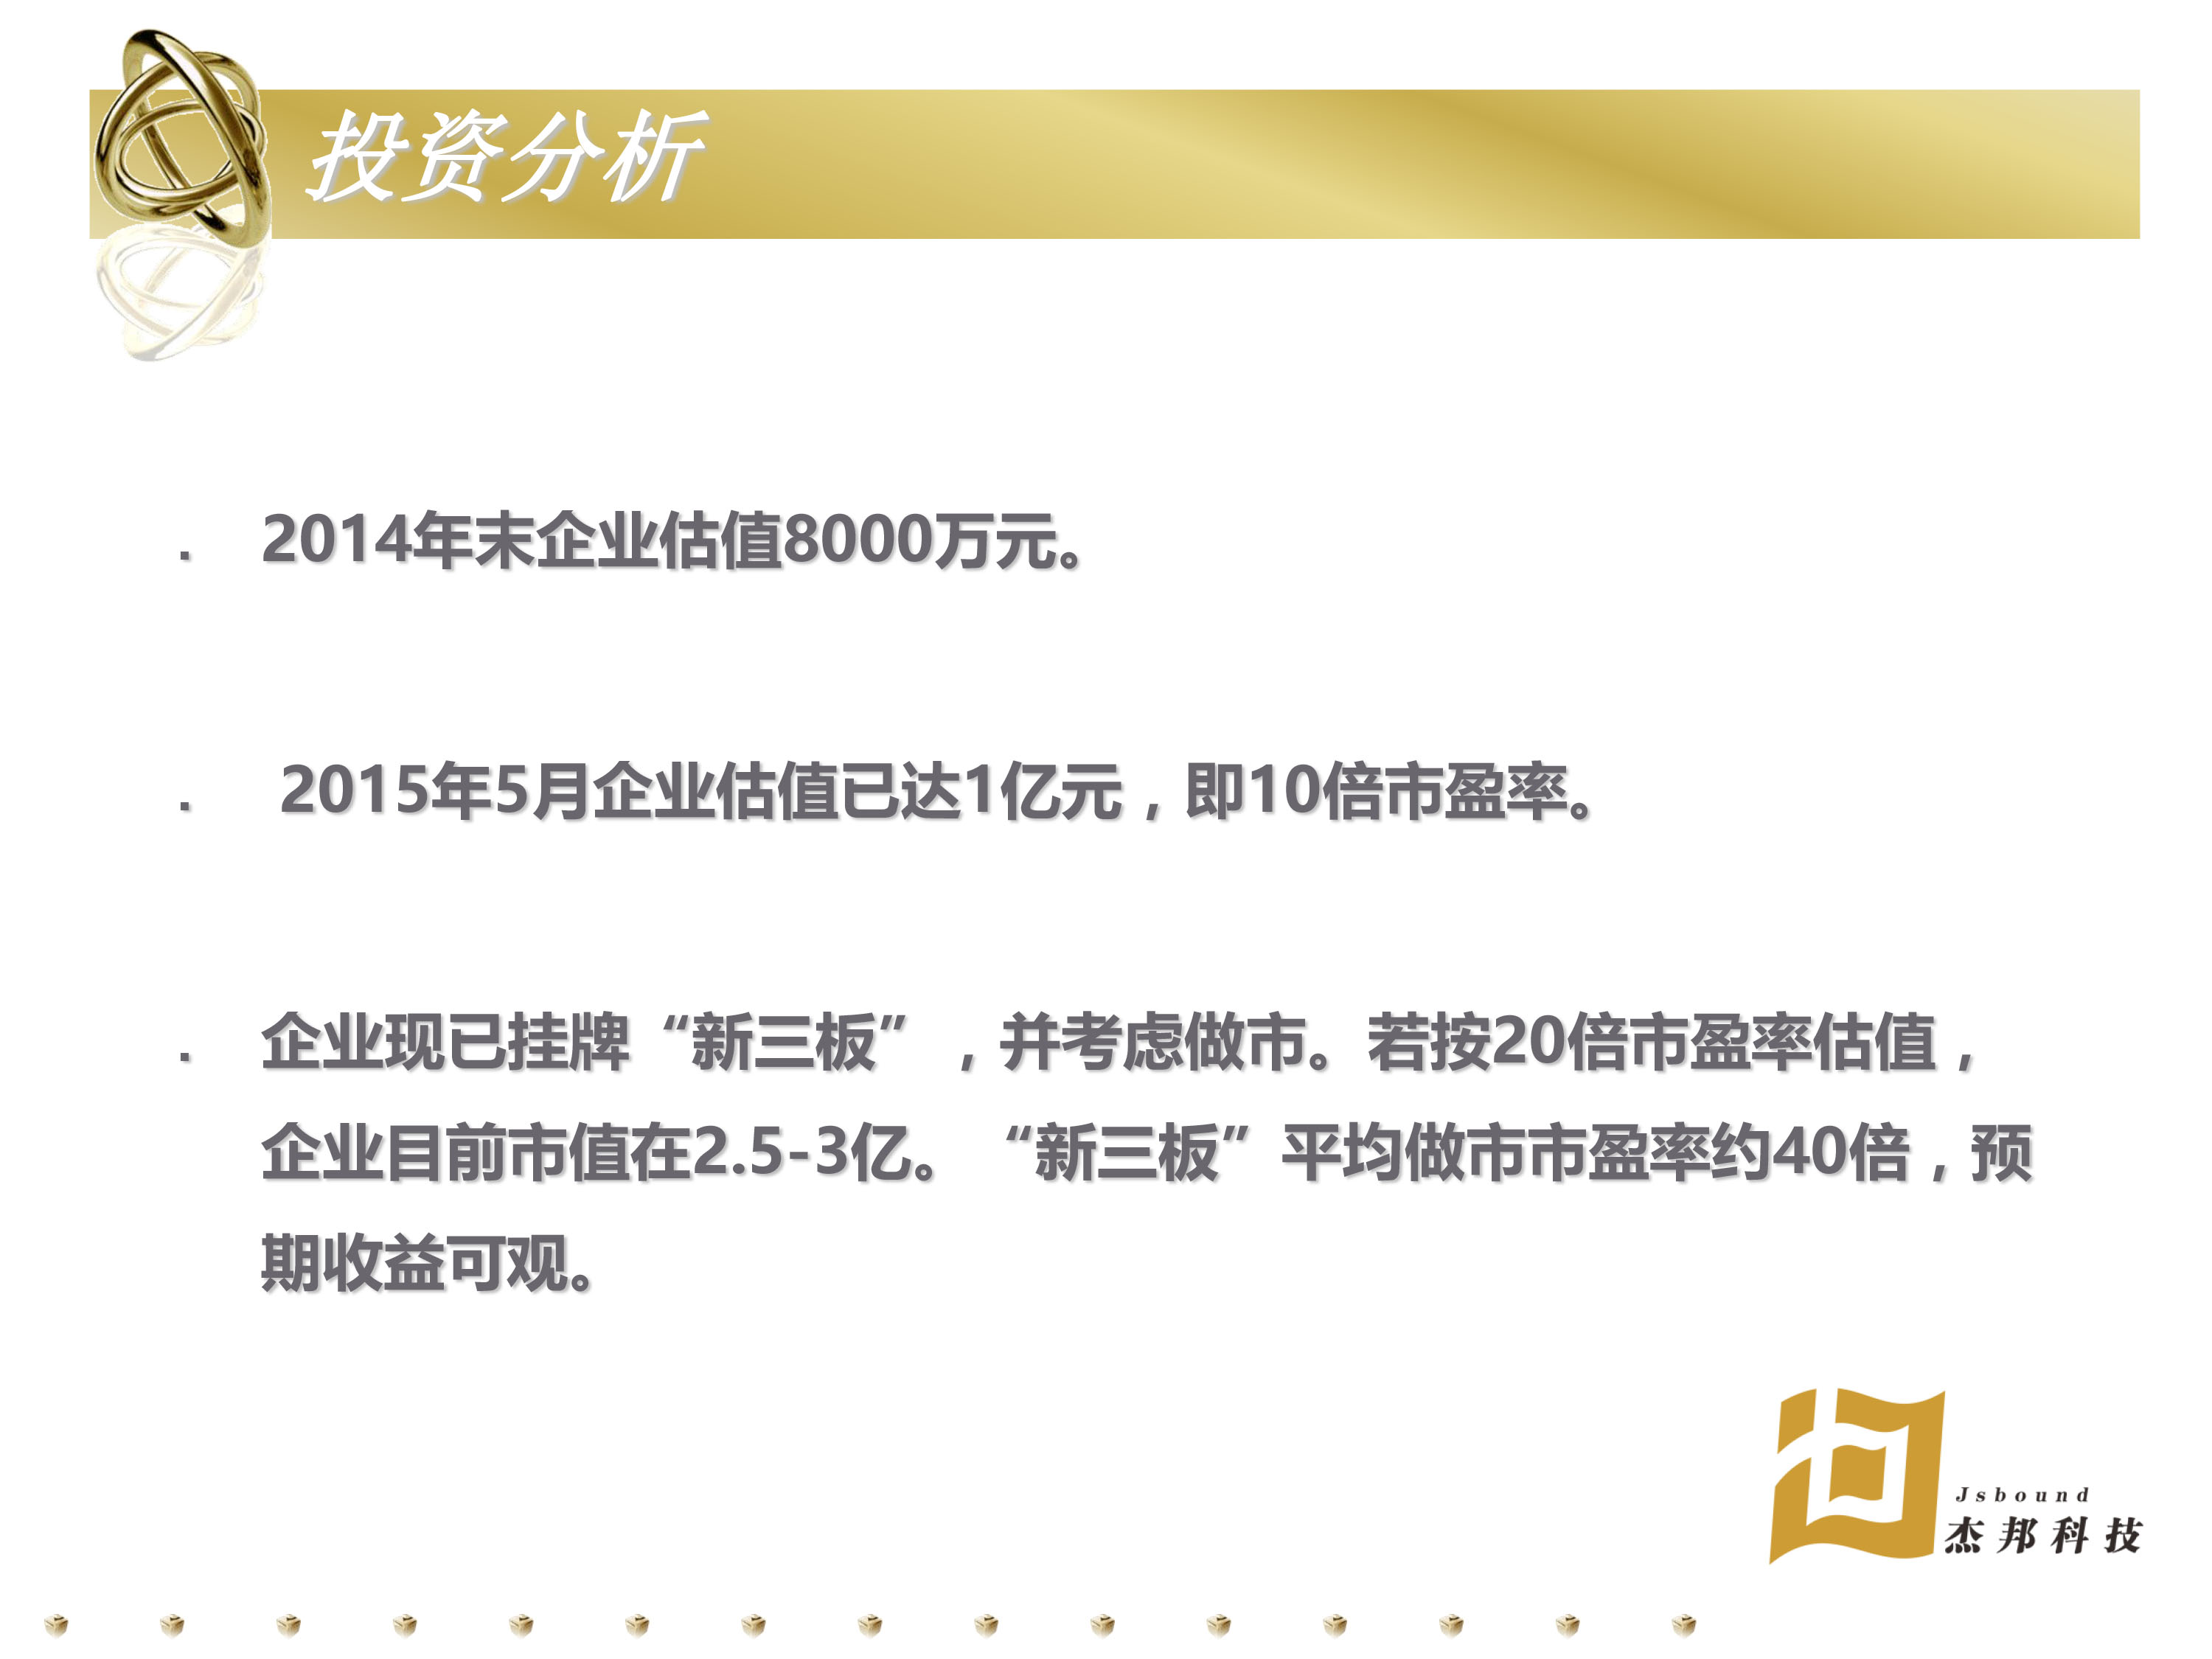 投资分析
. 2014年末企业估值8000万元。
. 2015年5月企业估值已达1亿元，即10倍市盈率。
. 企业现已挂牌“新三板”，并考虑做市。若按20倍市盈率估值，
企业目前市值在2.5-3亿。“新三板”平均做市市盈率约40倍，预
期收益可观。
Jsbound
杰邦科技